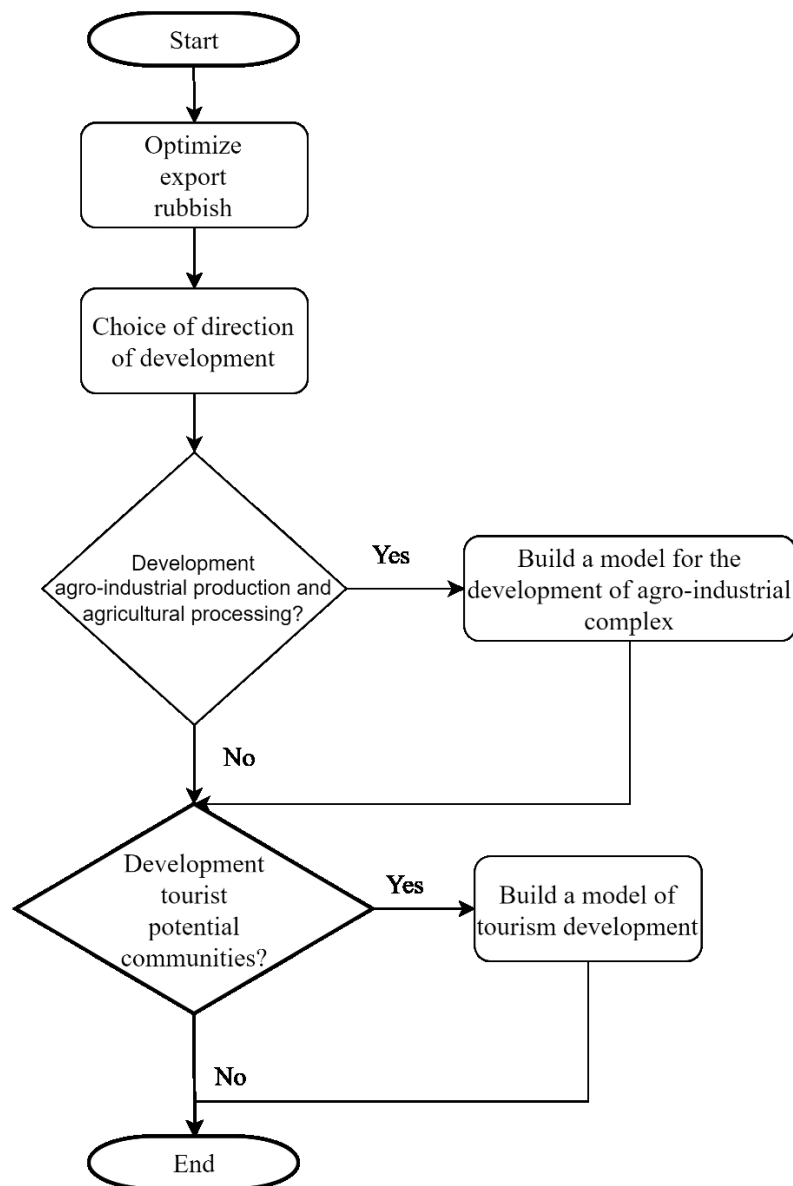 Start
Optimize
export
rubbish
Choice of direction
of development
Development
agro-industrial production and
agricultural processing?
Yes
Build a model for the
development of agro-industrial
complex
No
Development
tourist
potential
communities?
Yes
Build a model of
tourism development
No
End